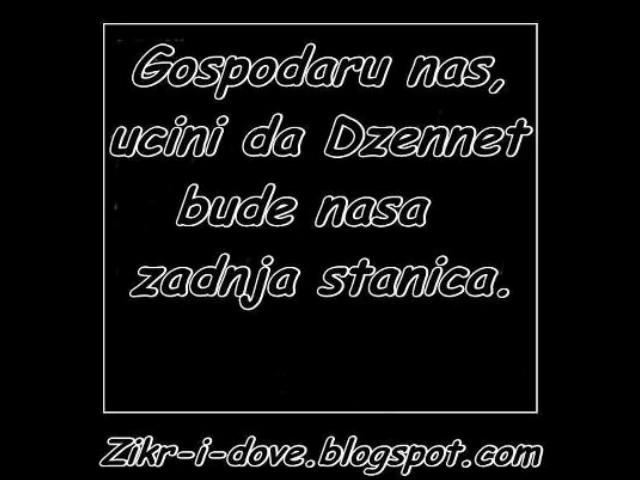 Gospodaru nas,
ucini da Dzennet
bude nasa
zadnja stanica.
Zikr-i-dove.blogspot.com